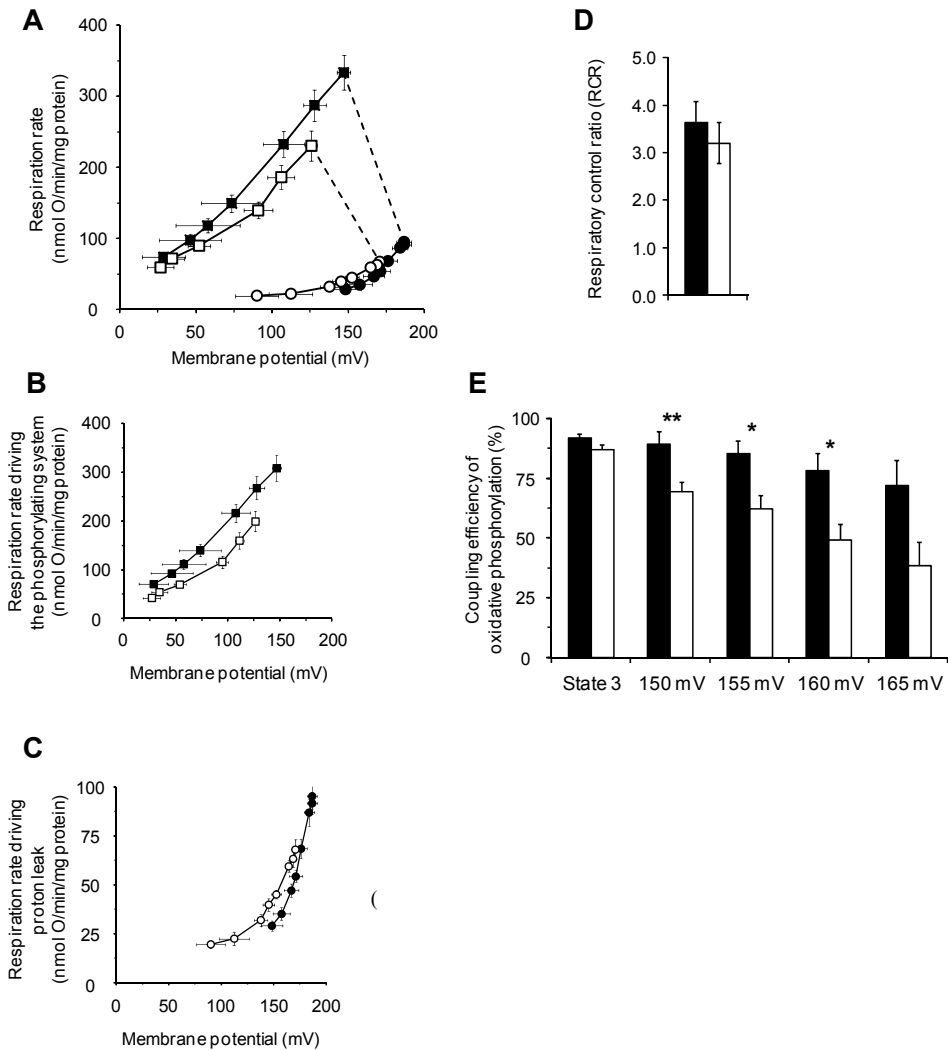 A
400
300
200
100
0
0 50 100 150 200
Respiration rate
(nmol O/min/mg protein)
Membrane potential (mV)
D
Respiratory control ratio (RCR)
5.0
4.0
3.0
2.0
1.0
0.0
B
Respiration rate driving
the phosphorylating system
(nmol O/min/mg protein)
400
300
200
100
0
0 50 100 150 200
Membrane potential (mV)
E
Coupling efficiency of
oxidative phosphorylation (%)
100
75
50
25
0
** * *
State 3 150 mV 155 mV 160 mV 165 mV
C
Respiration rate driving
proton leak
(nmol O/min/mg protein)
100
75
50
25
0
0 50 100 150 200
Membrane potential (mV)
(